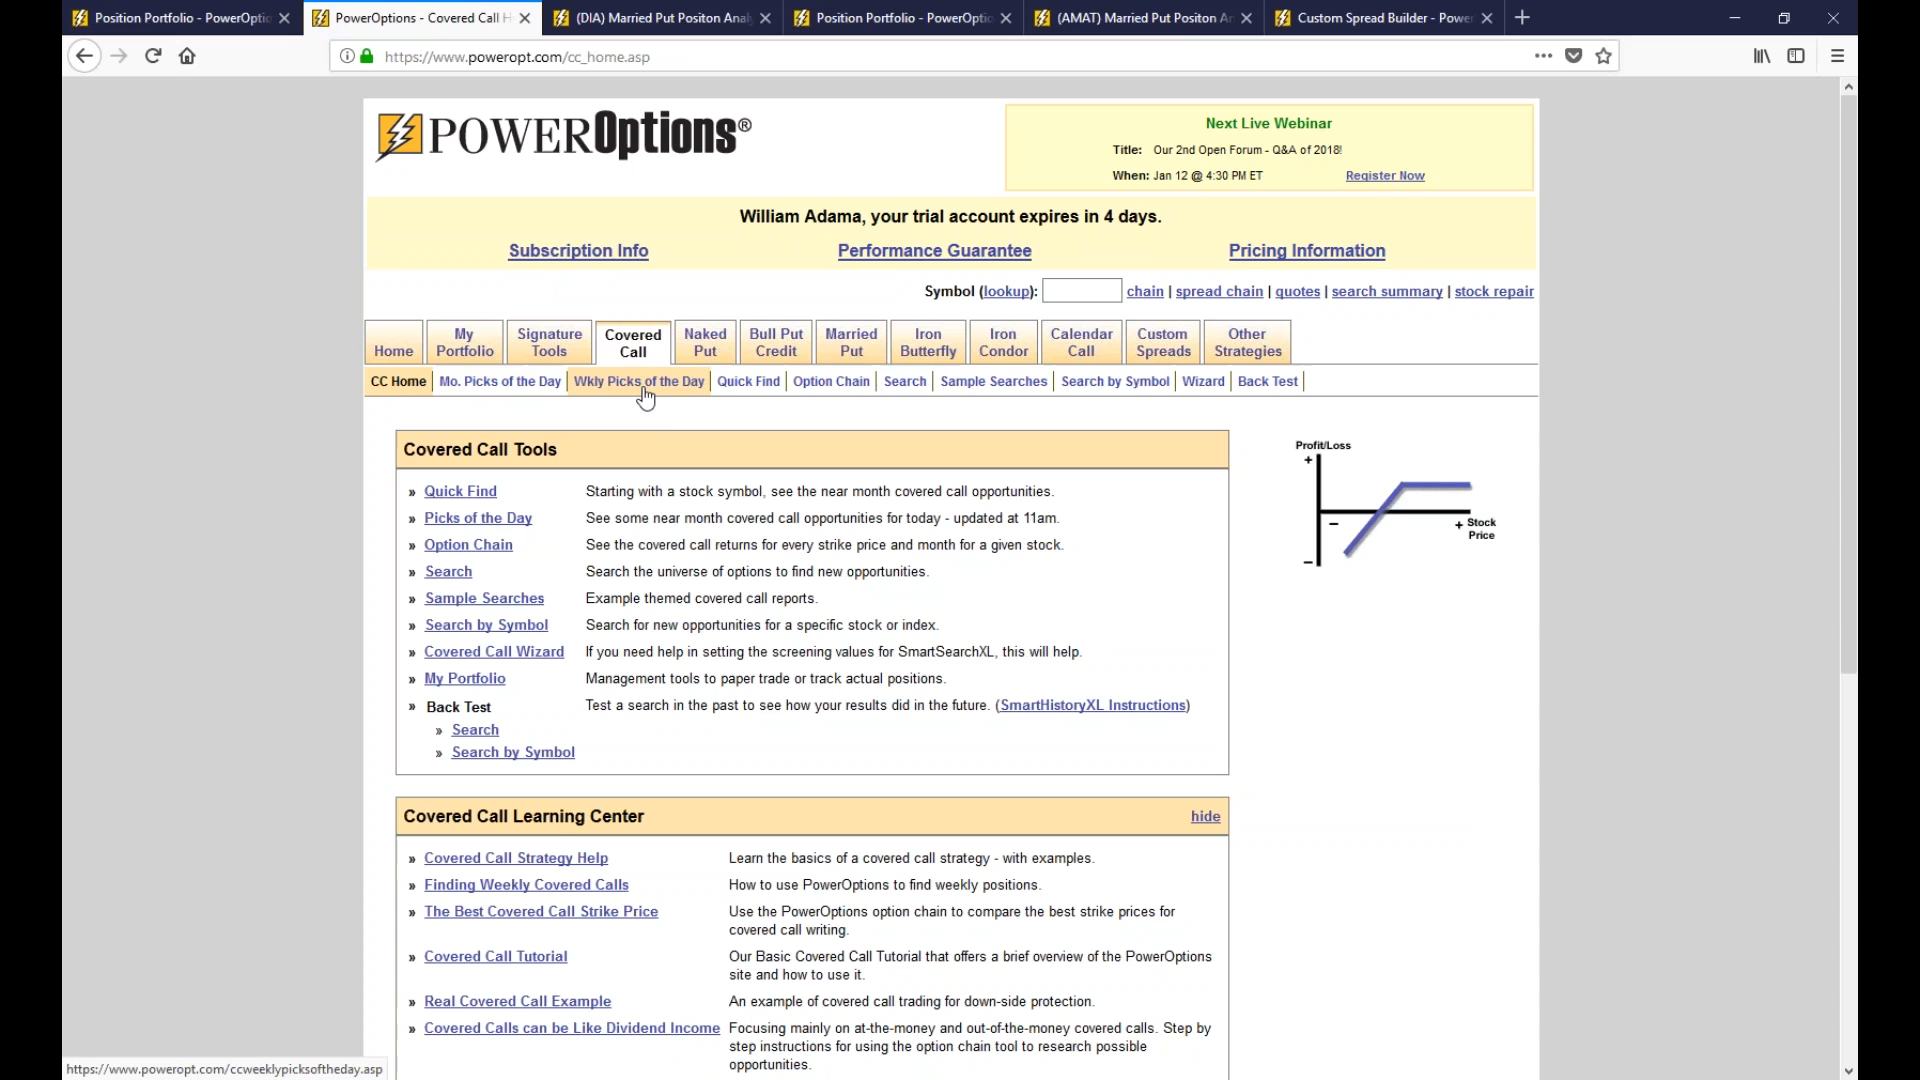 Position Portfolio - PowerOptio
PowerOptions - Covered Call H
(DIA) Married Put Positon Anal
Position Portfolio - PowerOptio
(AMAT) Married Put Positon An
Custom Spread Builder - Power
https://www.poweropt.com/cc_home.asp
POWEROptions®
Next Live Webinar
Title: Our 2nd Open Forum - Q&A of 2018!
When: Jan 12 @ 4:30 PM ET Register Now
William Adama, your trial account expires in 4 days.
Subscription Info Performance Guarantee Pricing Information
Symbol (lookup): chain | spread chain | quotes | search summary | stock repair
Home
My Portfolio
Signature Tools
Covered Call
Naked Put
Bull Put Credit
Married Put
Iron Butterfly
Iron Condor
Calendar Call
Custom Spreads
Other Strategies
CC Home | Mo. Picks of the Day | Wkly Picks of the Day | Quick Find | Option Chain | Search | Sample Searches | Search by Symbol | Wizard | Back Test |
Covered Call Tools
» Quick Find Starting with a stock symbol, see the near month covered call opportunities.
» Picks of the Day See some near month covered call opportunities for today - updated at 11am.
» Option Chain See the covered call returns for every strike price and month for a given stock.
» Search Search the universe of options to find new opportunities.
» Sample Searches Example themed covered call reports.
» Search by Symbol Search for new opportunities for a specific stock or index.
» Covered Call Wizard If you need help in setting the screening values for SmartSearchXL, this will help.
» My Portfolio Management tools to paper trade or track actual positions.
» Back Test Test a search in the past to see how your results did in the future. (SmartHistoryXL Instructions)
» Search
» Search by Symbol
Profit/Loss
+
−
+ Stock
Price
−
Covered Call Learning Center hide
» Covered Call Strategy Help Learn the basics of a covered call strategy - with examples.
» Finding Weekly Covered Calls How to use PowerOptions to find weekly positions.
» The Best Covered Call Strike Price Use the PowerOptions option chain to compare the best strike prices for
covered call writing.
» Covered Call Tutorial Our Basic Covered Call Tutorial that offers a brief overview of the PowerOptions
site and how to use it.
» Real Covered Call Example An example of covered call trading for down-side protection.
» Covered Calls can be Like Dividend Income Focusing mainly on at-the-money and out-of-the-money covered calls. Step by
step instructions for using the option chain tool to research possible
opportunities.
https://www.poweropt.com/ccweeklypicksoftheday.asp